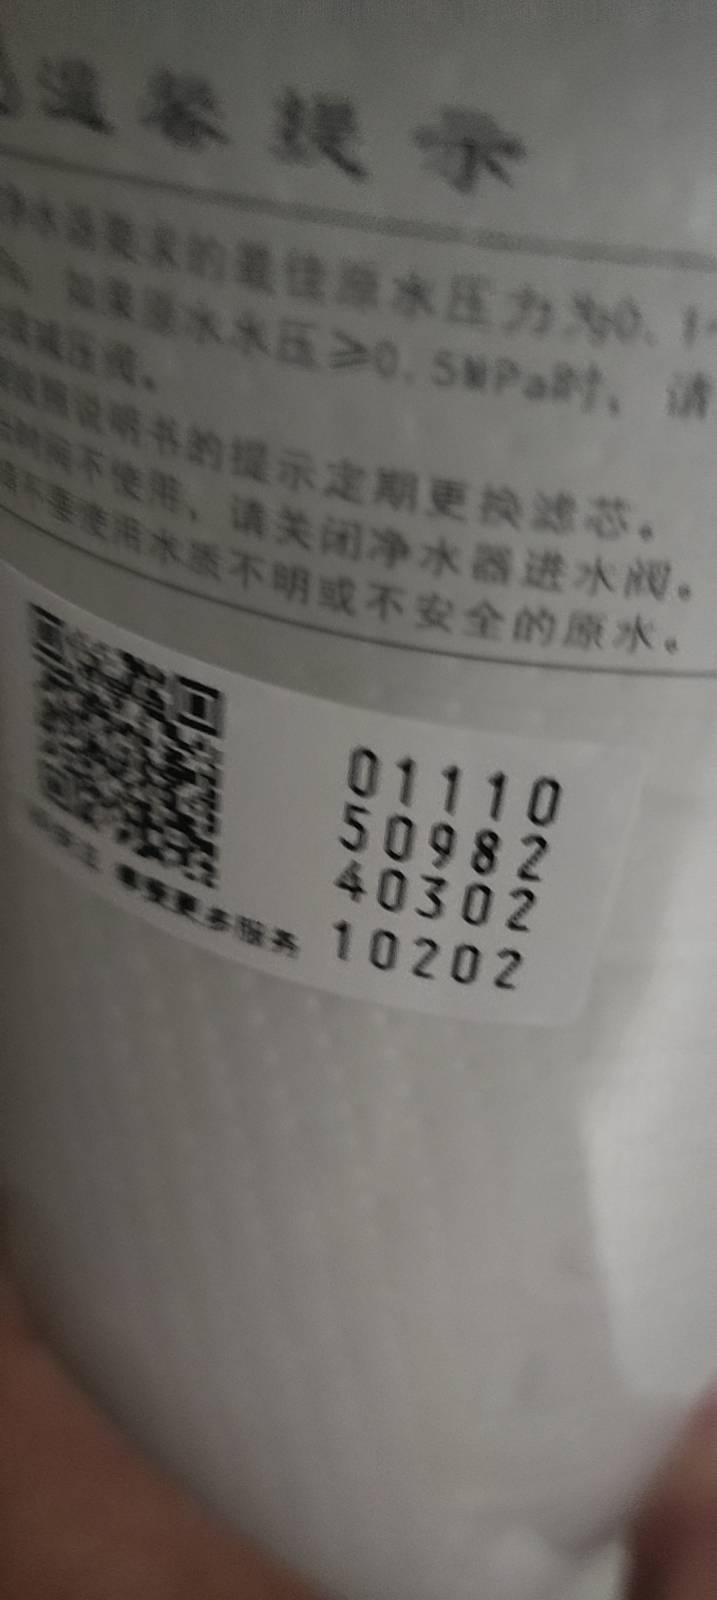 温馨提示
净水器要求的最佳原水压力为0.1
如果原水水压≥0.5MPa时，请
减压阀。
说明书的提示定期更换滤芯。
时间不使用，请关闭净水器进水阀。
不要使用水质不明或不安全的原水。
01110
50982
40302
10202
享受更多服务